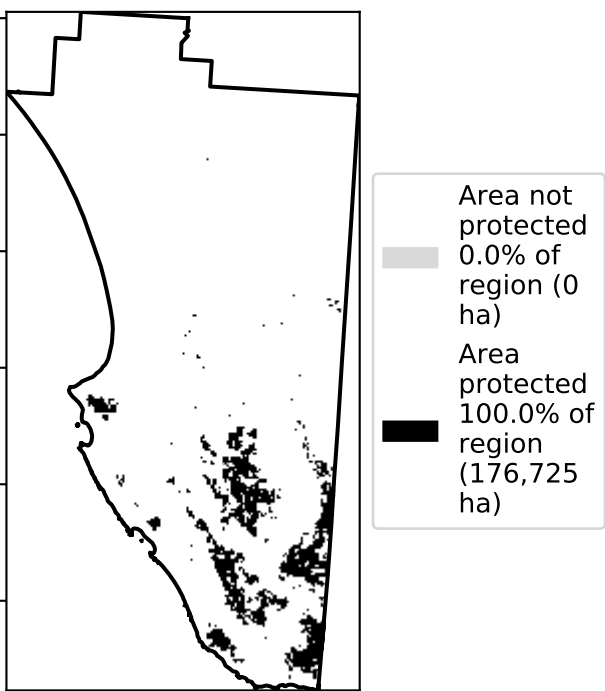 Area not
protected
0.0% of
region (0
ha)
Area
protected
100.0% of
region
(176,725
ha)